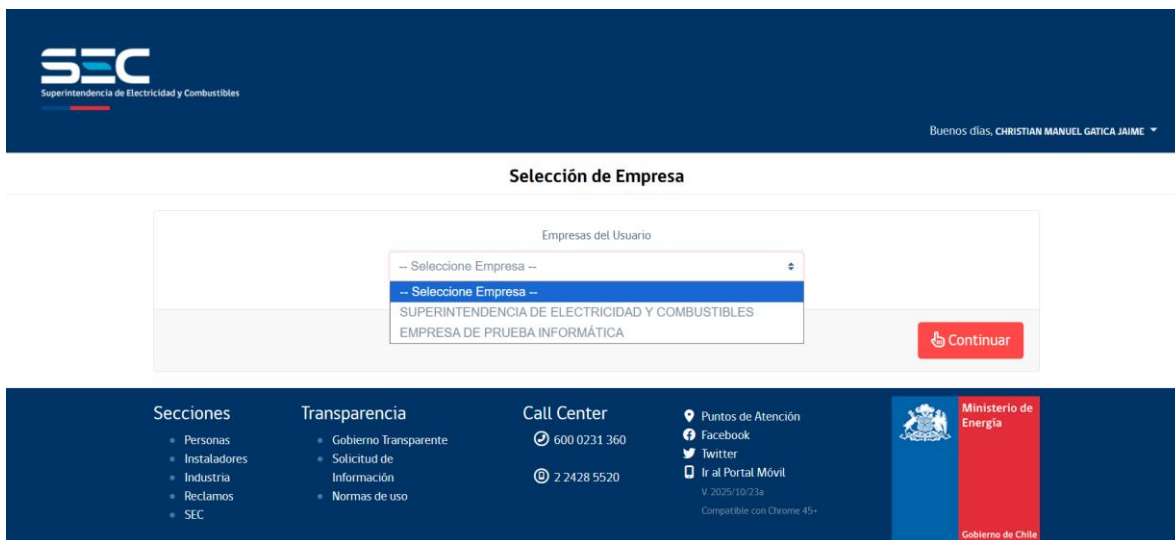 SEC
Superintendencia de Electricidad y Combustibles
Buenos días, CHRISTIAN MANUEL GATICA JAIME
Selección de Empresa
Empresas del Usuario
-- Seleccione Empresa --
-- Seleccione Empresa --
SUPERINTENDENCIA DE ELECTRICIDAD Y COMBUSTIBLES
EMPRESA DE PRUEBA INFORMÁTICA
Continuar
Secciones
Personas
Instaladores
Industria
Reclamos
SEC
Transparencia
Gobierno Transparente
Solicitud de
Información
Normas de uso
Call Center
600 0231 360
2 2428 5520
Puntos de Atención
Facebook
Twitter
Ir al Portal Móvil
V. 2025/10/23a
Compatible con Chrome 45+
Ministerio de
Energía
Gobierno de Chile